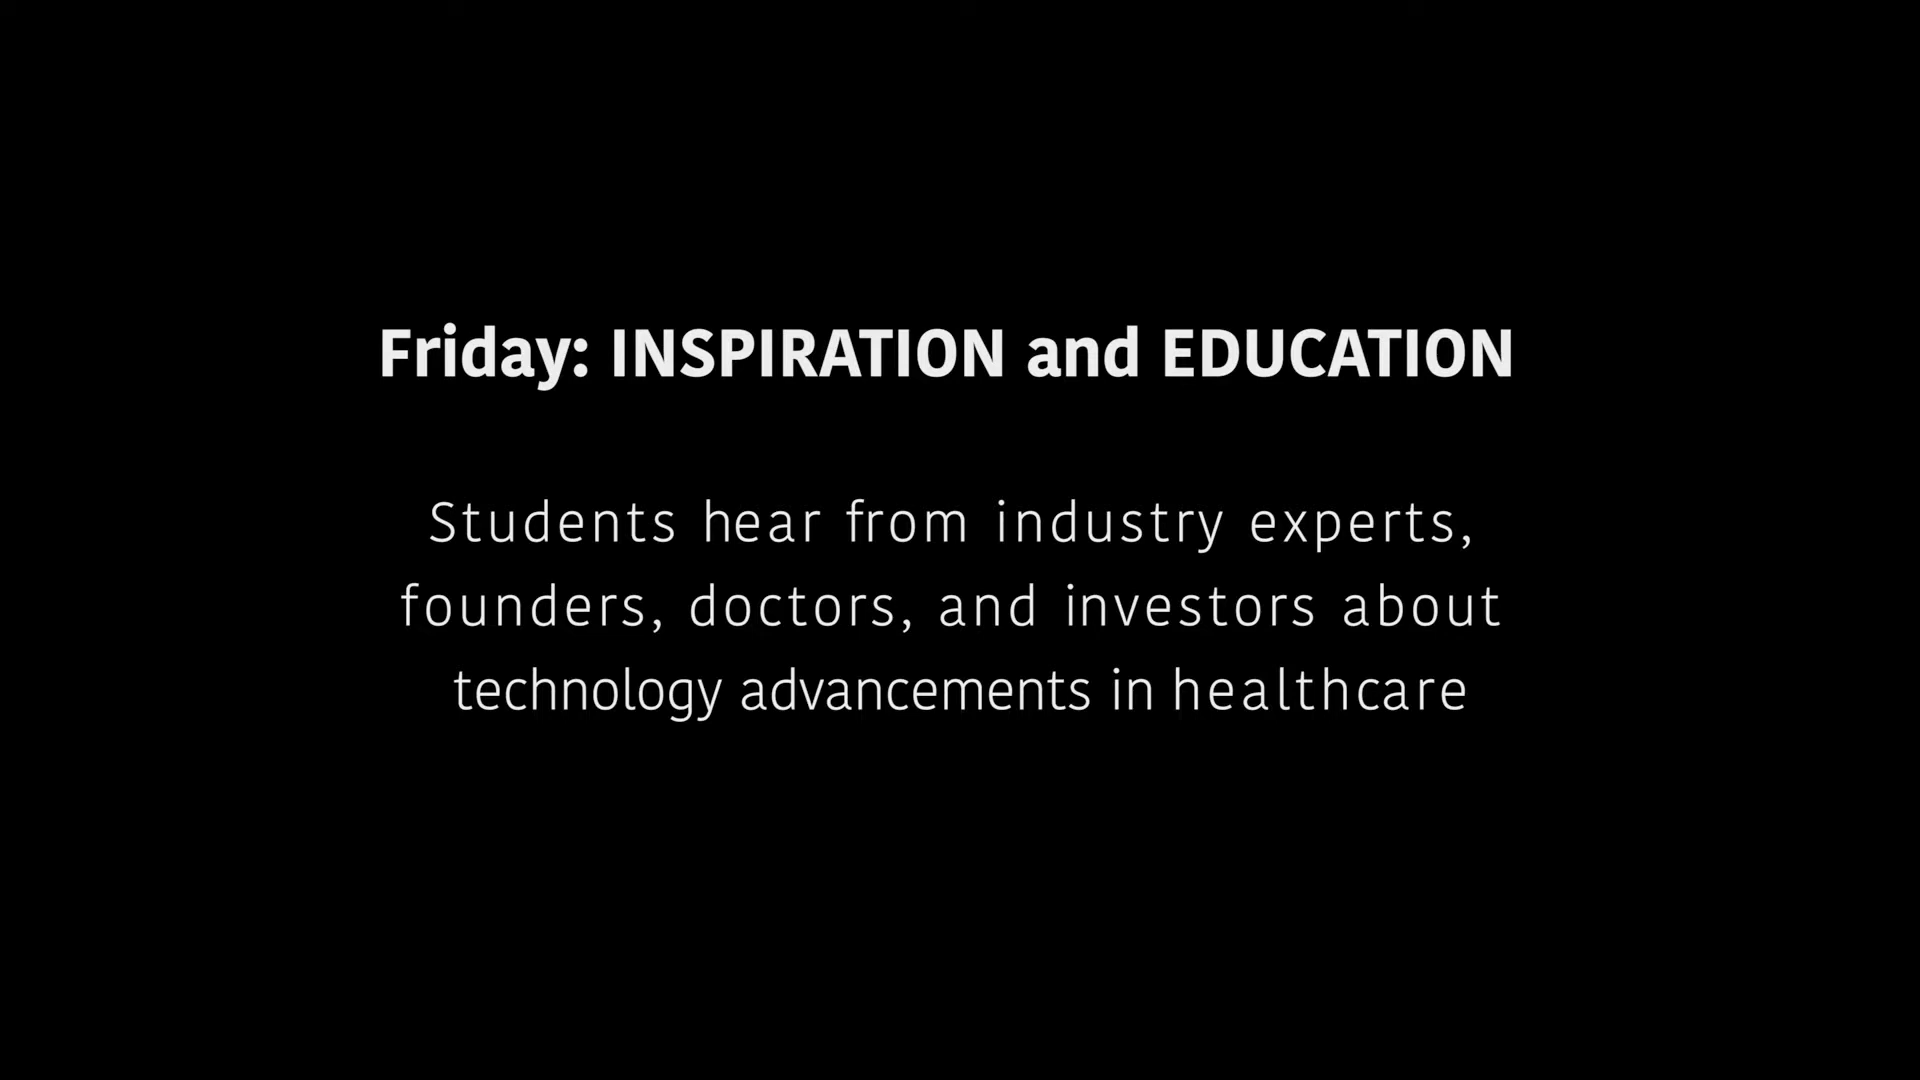 Friday: INSPIRATION and EDUCATION
Students hear from industry experts,
founders, doctors, and investors about
technology advancements in healthcare